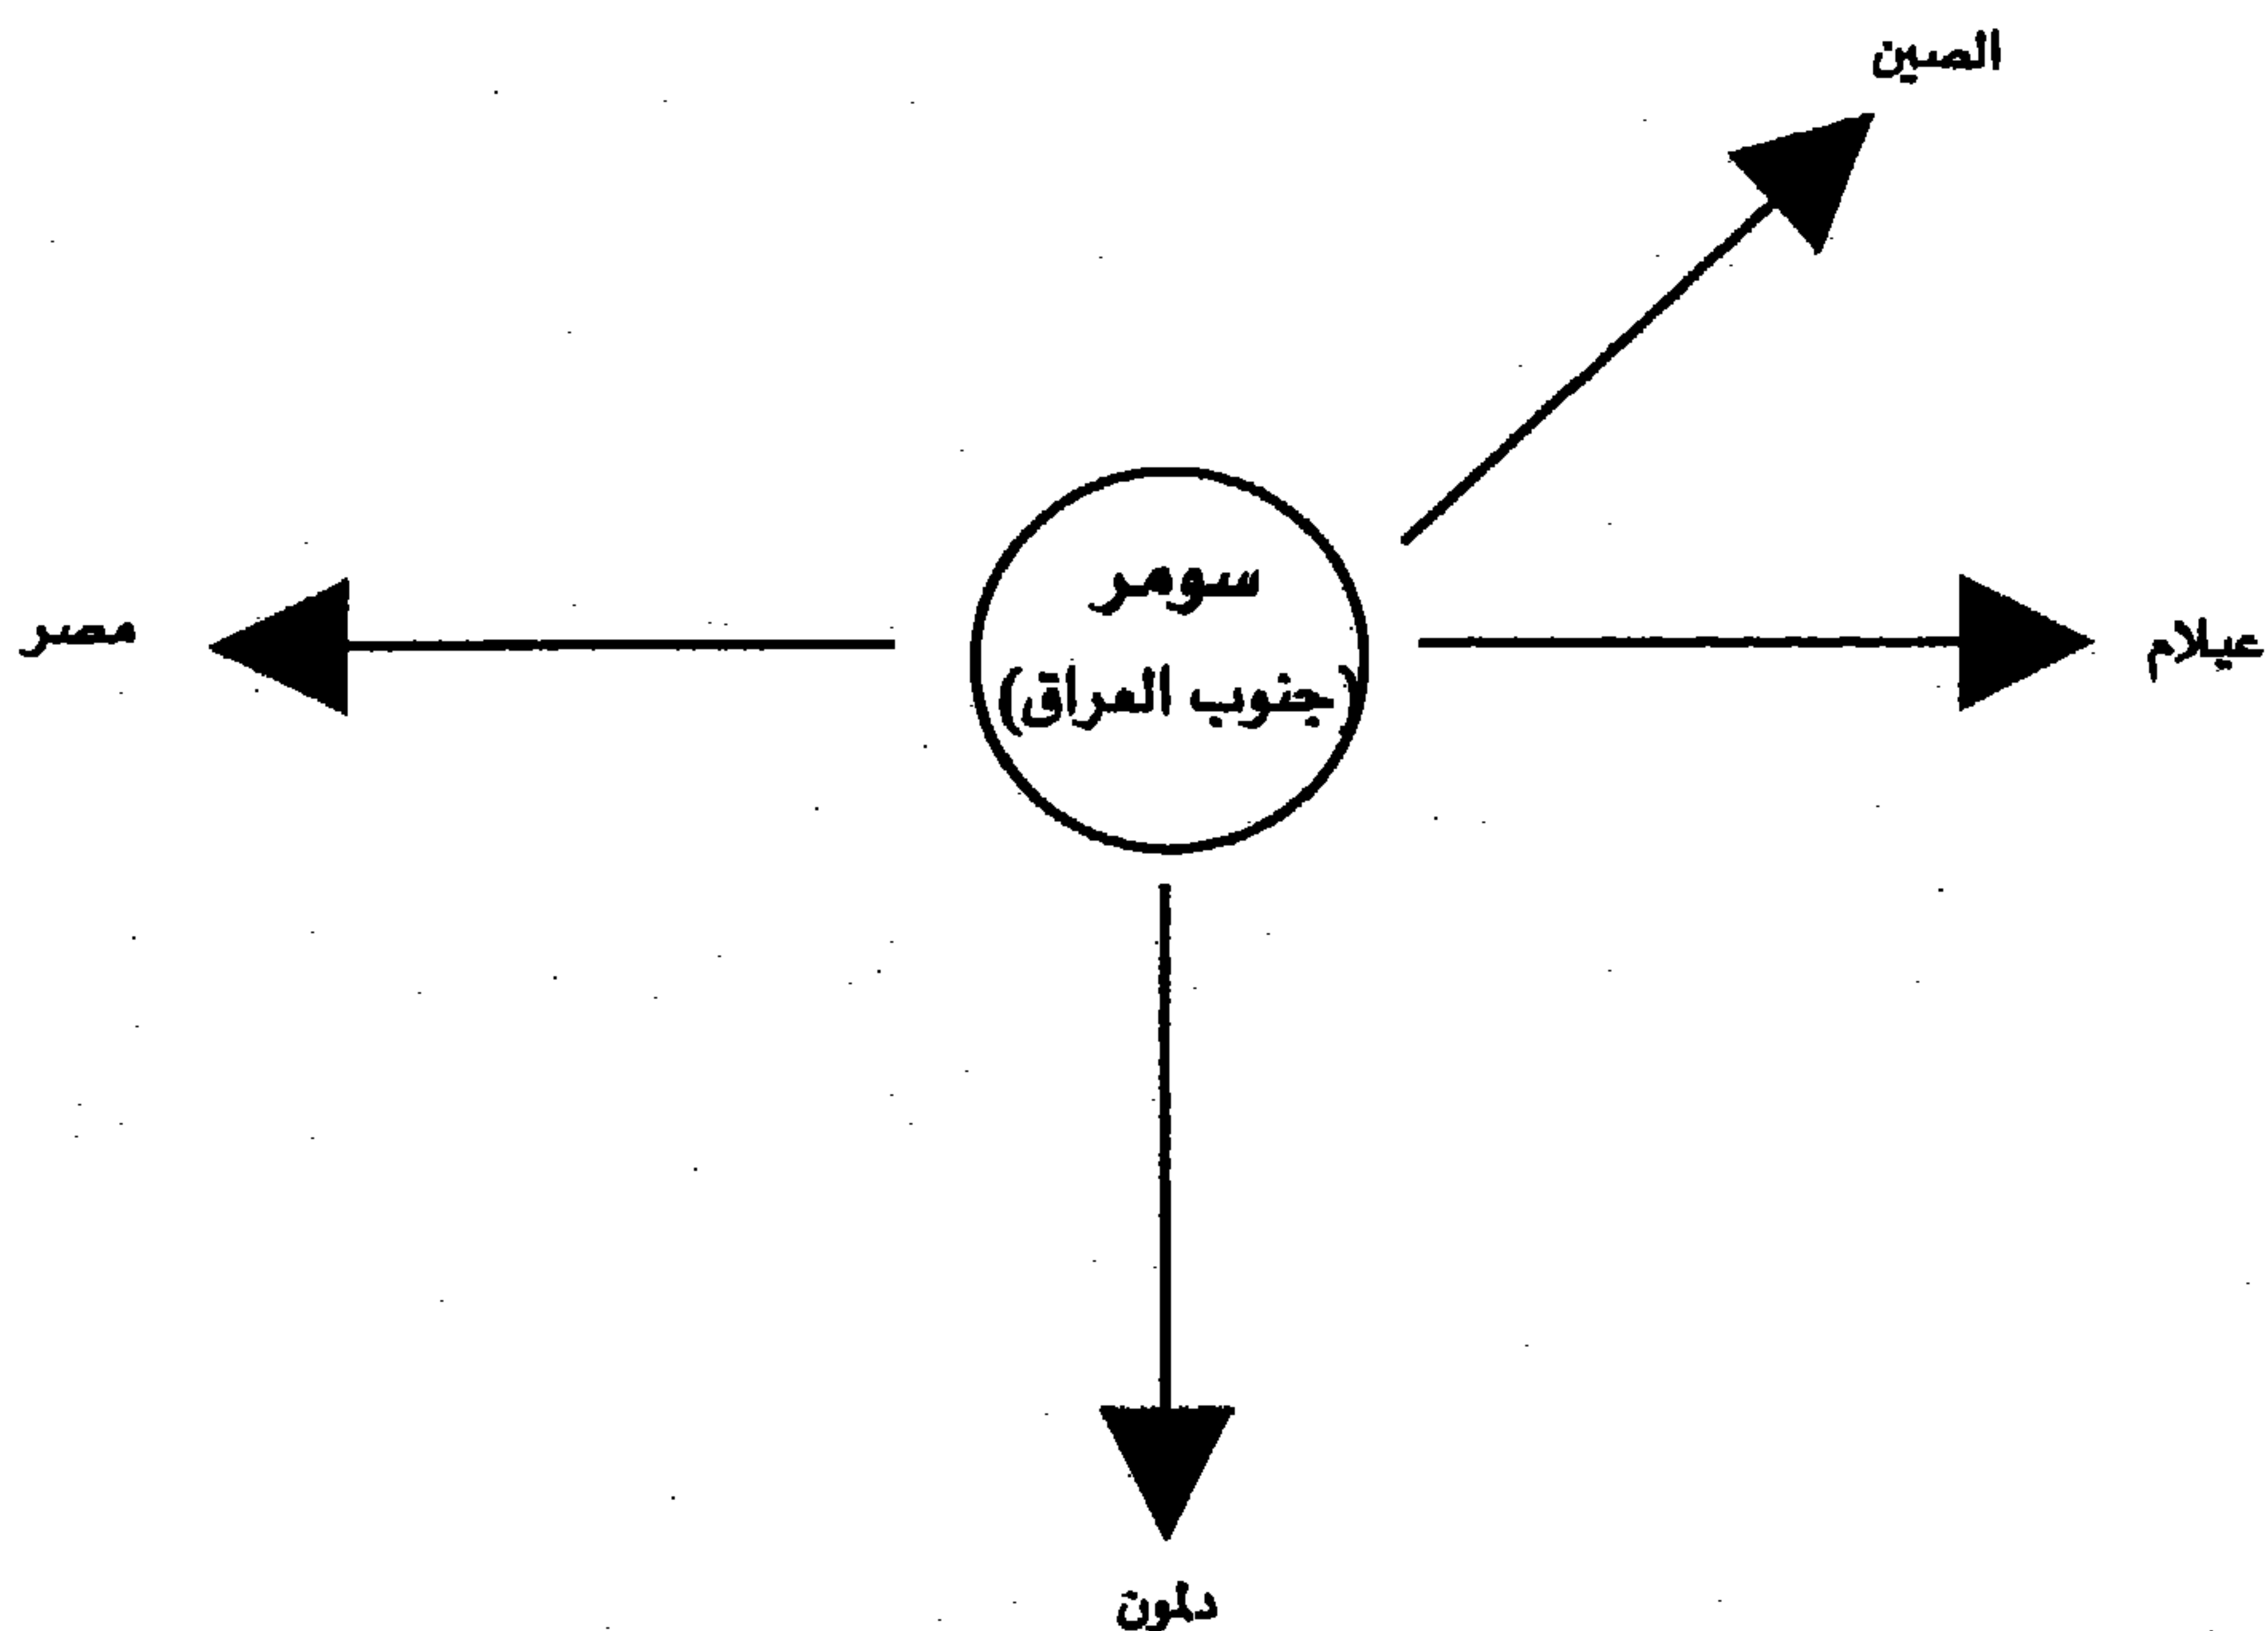 الصين
سومر
(جنوب العراق)
عيلام
مصر
دلمون